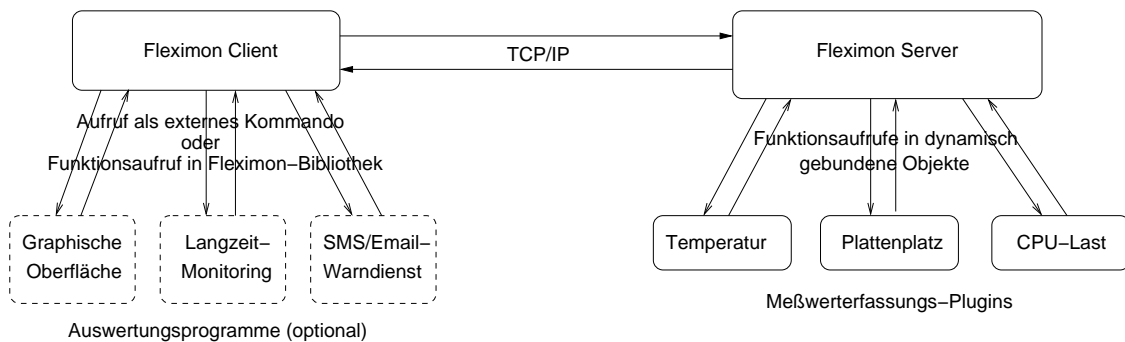 Fleximon Client
TCP/IP
Fleximon Server
Aufruf als externes Kommando
oder
Funktionsaufruf in Fleximon−Bibliothek
Funktionsaufrufe in dynamisch
gebundene Objekte
Graphische
Oberfläche
Langzeit−
Monitoring
SMS/Email−
Warndienst
Temperatur
Plattenplatz
CPU−Last
Auswertungsprogramme (optional)
Meßwerterfassungs−Plugins